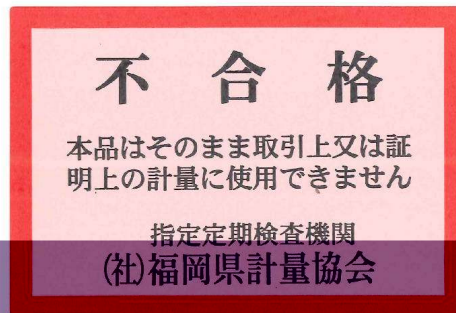 不合格
本品はそのまま取引上又は証
明上の計量に使用できません
指定定期検査機関
(社)福岡県計量協会